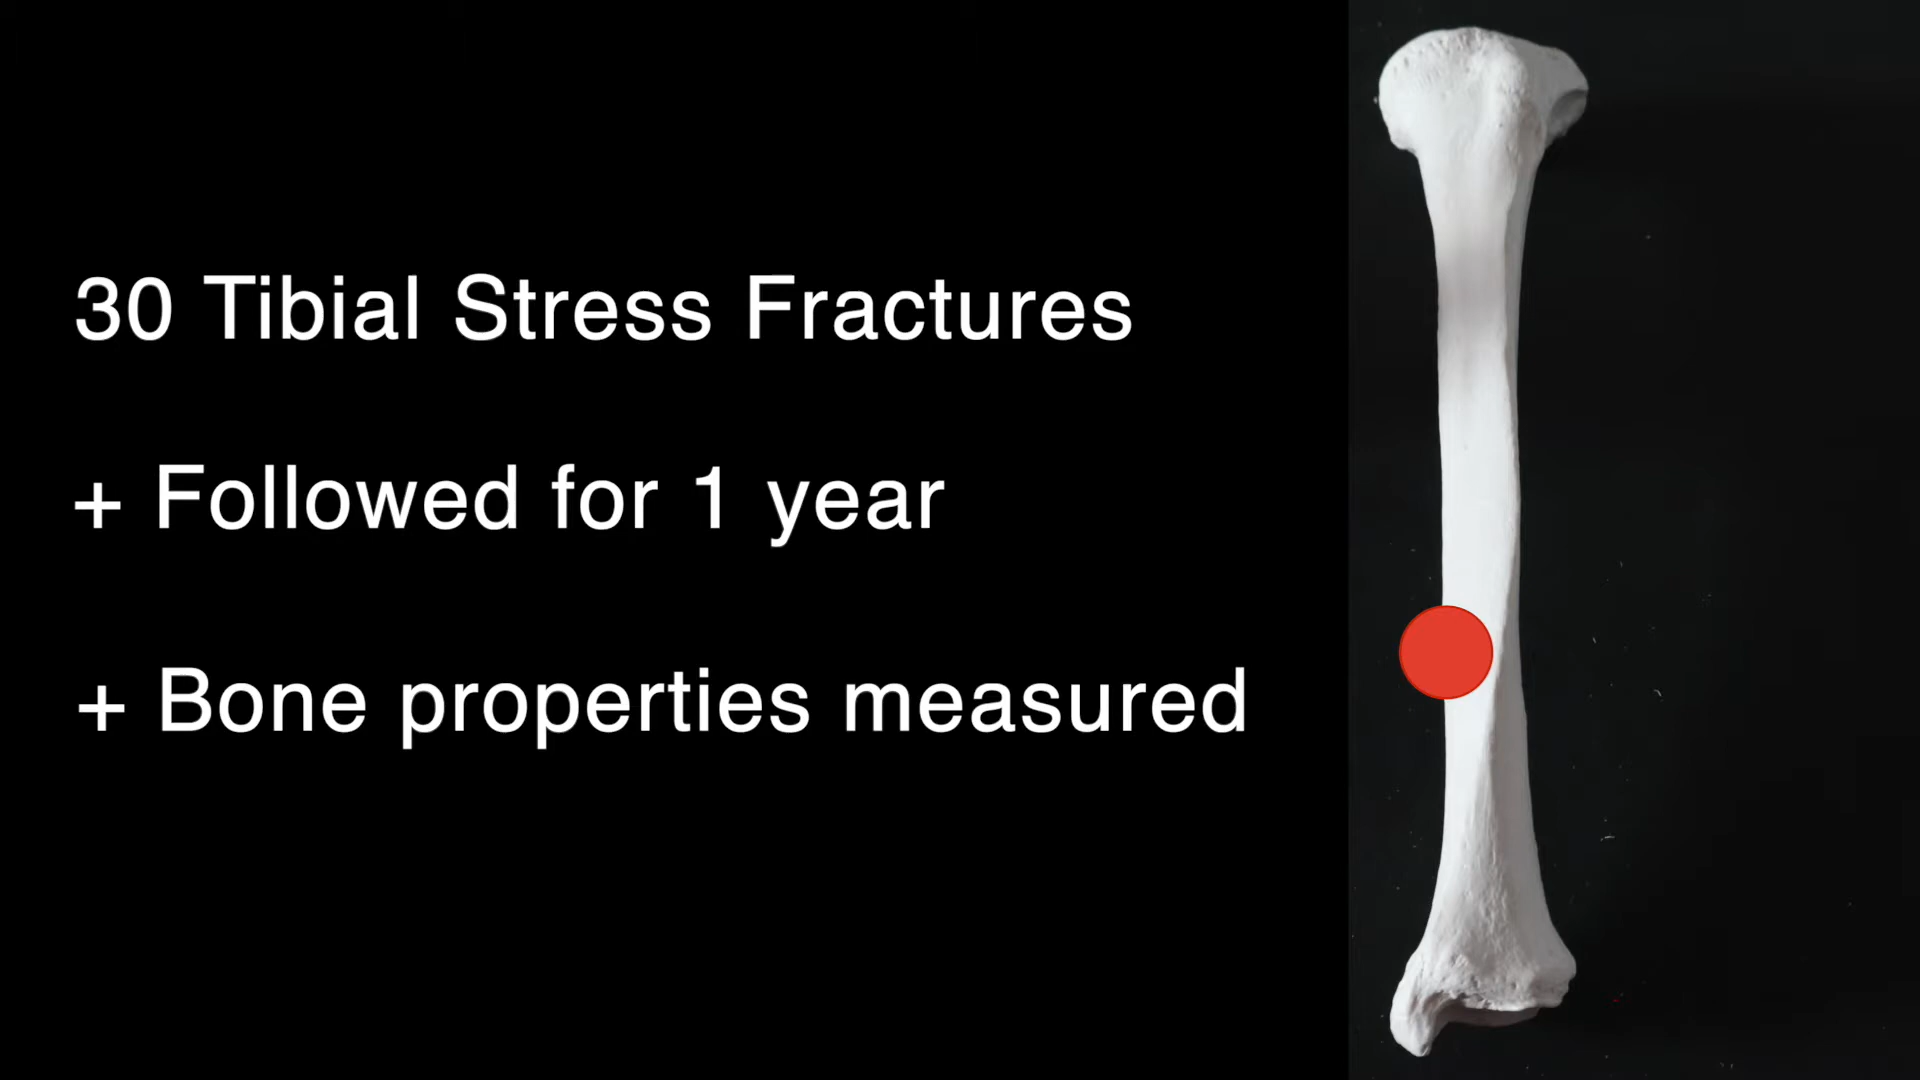 30 Tibial Stress Fractures
+ Followed for 1 year
+ Bone properties measured